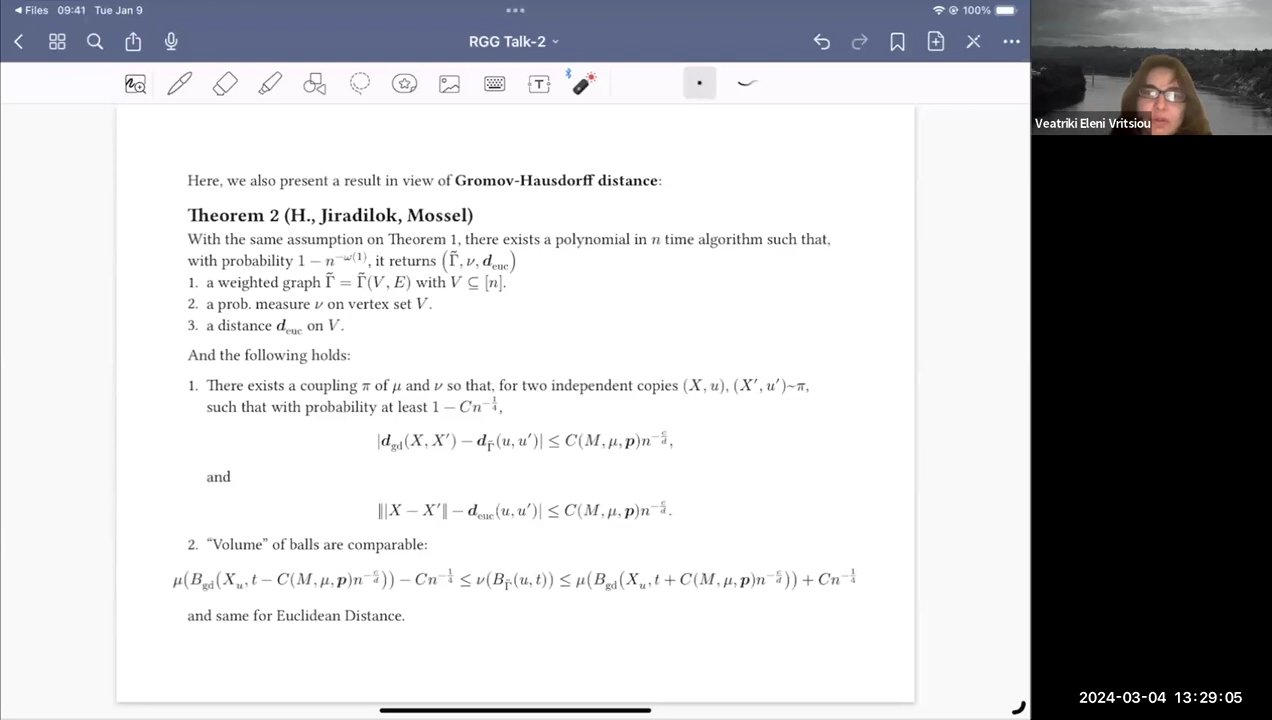 Files 09:41 Tue Jan 9
100%
RGG Talk-2
T
Veatriki Eleni Vritsiou
Here, we also present a result in view of Gromov-Hausdorff distance:
Theorem 2 (H., Jiradilok, Mossel)
With the same assumption on Theorem 1, there exists a polynomial in n time algorithm such that,
with probability 1 − n^{−ω(1)}, it returns (Γ̃, ν, d_euc)
1. a weighted graph Γ̃ = Γ̃(V, E) with V ⊆ [n].
2. a prob. measure ν on vertex set V.
3. a distance d_euc on V.
And the following holds:
1. There exists a coupling π of μ and ν so that, for two independent copies (X, u), (X′, u′)~π,
such that with probability at least 1 − Cn^{−1/4},
|d_gd(X, X′) − d_Γ̃(u, u′)| ≤ C(M, μ, p)n^{−c/d},
and
|‖X − X′‖ − d_euc(u, u′)| ≤ C(M, μ, p)n^{−c/d}.
2. “Volume” of balls are comparable:
μ(B_gd(X_u, t − C(M, μ, p)n^{−c/d})) − Cn^{−1/4} ≤ ν(B_Γ̃(u, t)) ≤ μ(B_gd(X_u, t + C(M, μ, p)n^{−c/d})) + Cn^{−1/4}
and same for Euclidean Distance.
2024-03-04 13:29:05